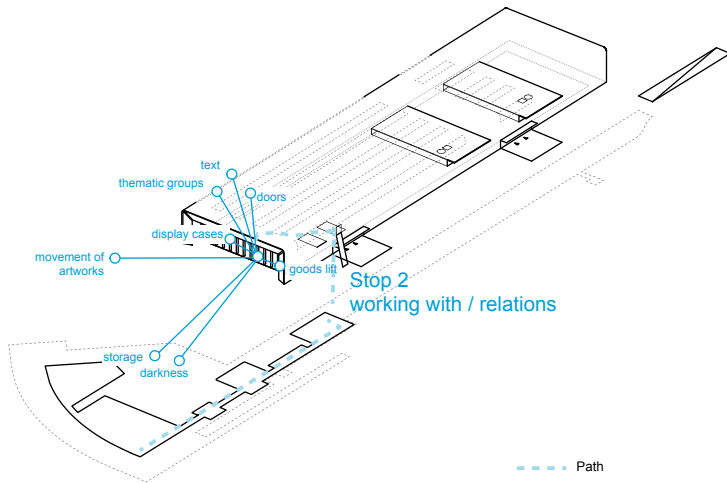 text
thematic groups
doors
display cases
movement of
artworks
goods lift
Stop 2
working with / relations
storage
darkness
Path